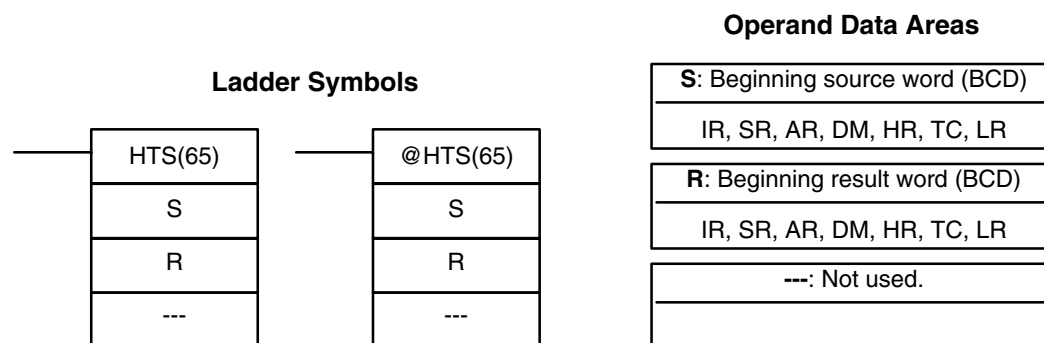 Ladder Symbols
HTS(65)
S
R
---
@HTS(65)
S
R
---
Operand Data Areas
S: Beginning source word (BCD)
IR, SR, AR, DM, HR, TC, LR
R: Beginning result word (BCD)
IR, SR, AR, DM, HR, TC, LR
---: Not used.